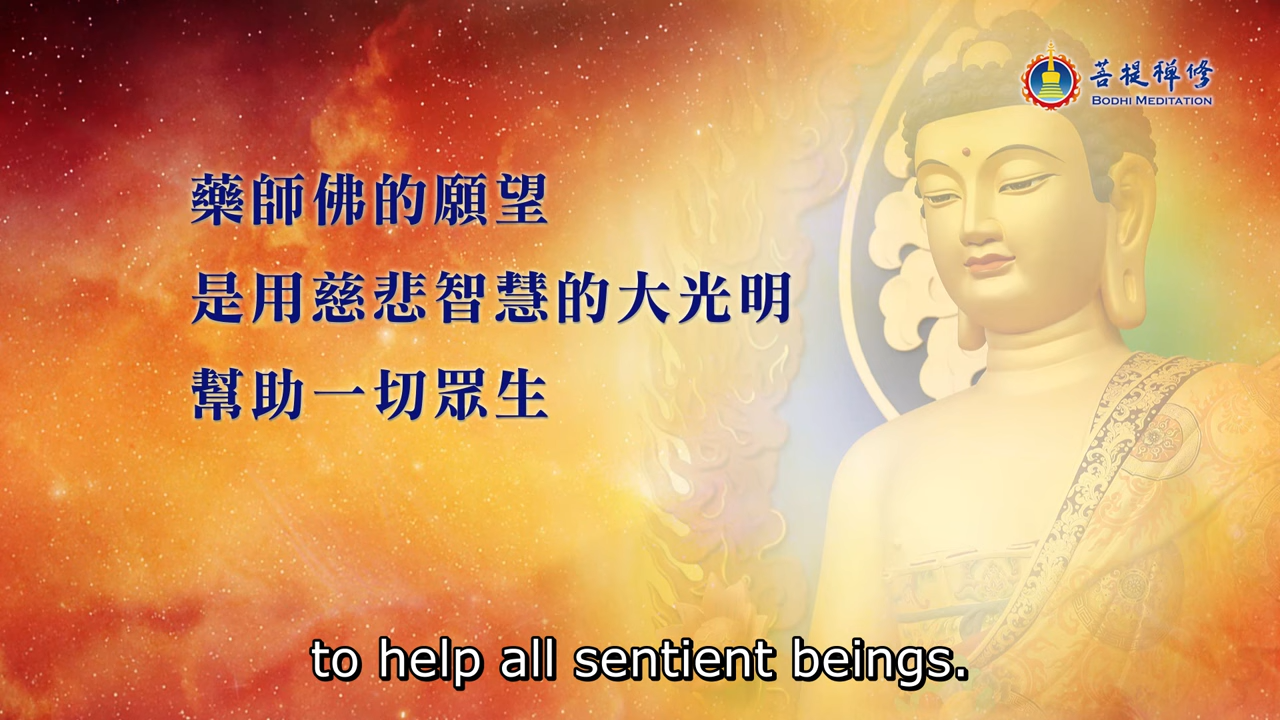 菩提禪修
BODHI MEDITATION
藥師佛的願望
是用慈悲智慧的大光明
幫助一切眾生
to help all sentient beings.